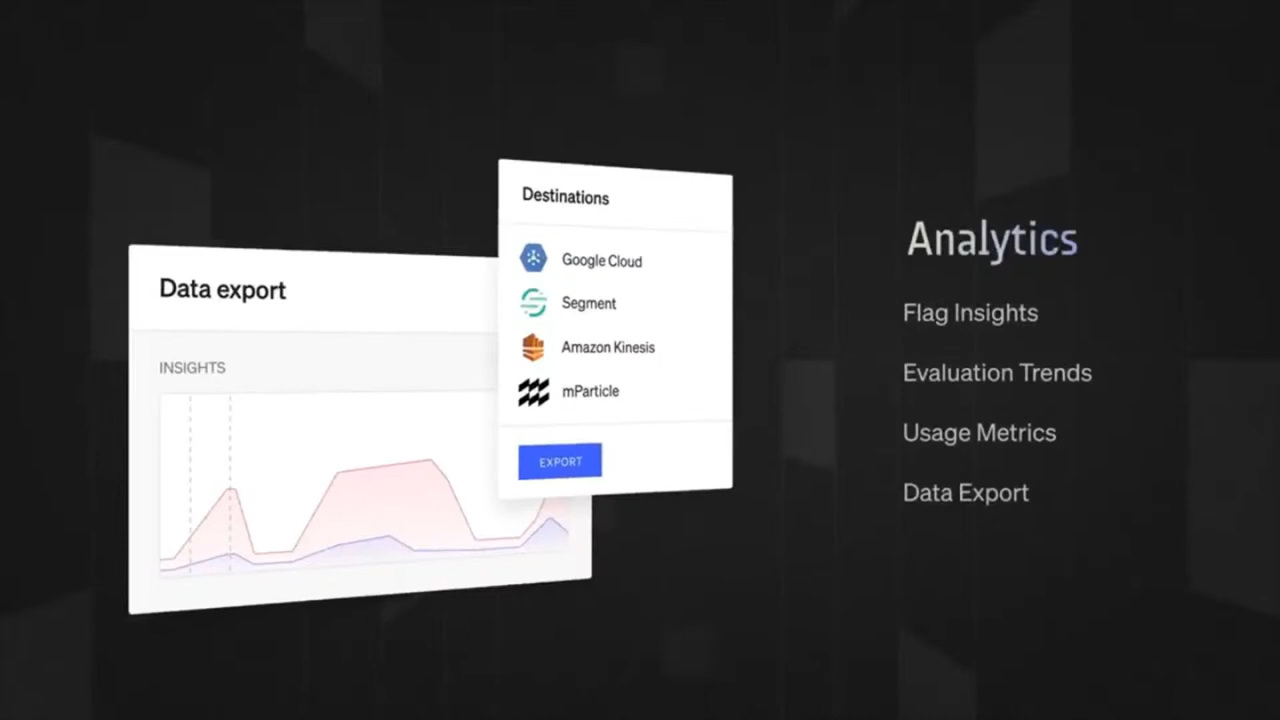 Data export
INSIGHTS
Destinations
Google Cloud
Segment
Amazon Kinesis
mParticle
EXPORT
Analytics
Flag Insights
Evaluation Trends
Usage Metrics
Data Export